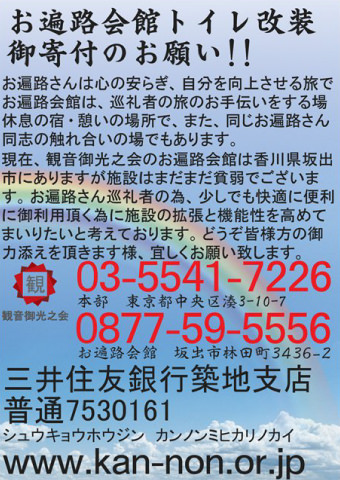 お遍路会館トイレ改装
御寄付のお願い!!
お遍路さんは心の安らぎ、自分を向上させる旅で
お遍路会館は、巡礼者の旅のお手伝いをする場
休息の宿・憩いの場所で、また、同じお遍路さん
同志の触れ合いの場でもあります。
現在、観音御光之会のお遍路会館は香川県坂出
市にありますが施設はまだまだ貧弱でございま
す。お遍路さん巡礼者の為、少しでも快適に便利
に御利用頂く為に施設の拡張と機能性を高めて
まいりたいと考えております。どうぞ皆様方の御
力添えを頂きます様、宜しくお願い致します。
観
観音御光之会
03-5541-7226
本部 東京都中央区湊3-10-7
0877-59-5556
お遍路会館 坂出市林田町3436-2
三井住友銀行築地支店
普通7530161
シュウキョウホウジン カンノンミヒカリノカイ
www.kan-non.or.jp